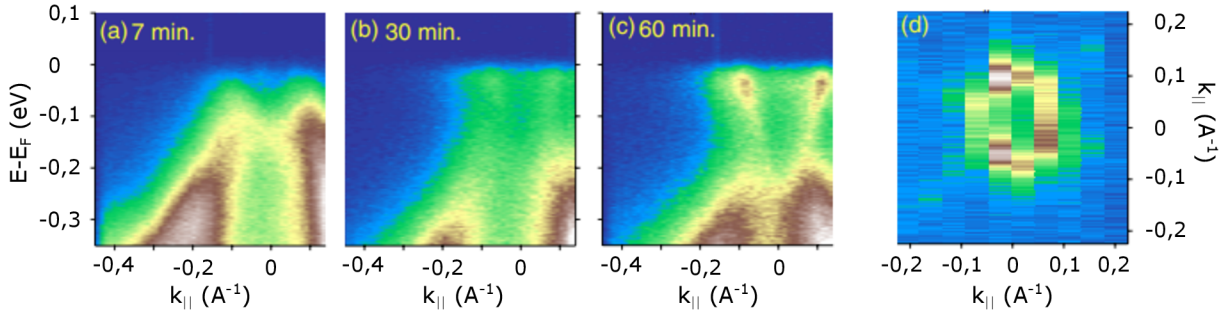 0,1
0
-0,1
-0,2
-0,3
E-E_F (eV)
(a) 7 min.
-0,4
-0,2
0
k_|| (A⁻¹)
(b) 30 min.
-0,4
-0,2
0
k_|| (A⁻¹)
(c) 60 min.
-0,4
-0,2
0
k_|| (A⁻¹)
(d)
0,2
0,1
0
-0,1
-0,2
k_|| (A⁻¹)
-0,2
-0,1
0
0,1
0,2
k_|| (A⁻¹)